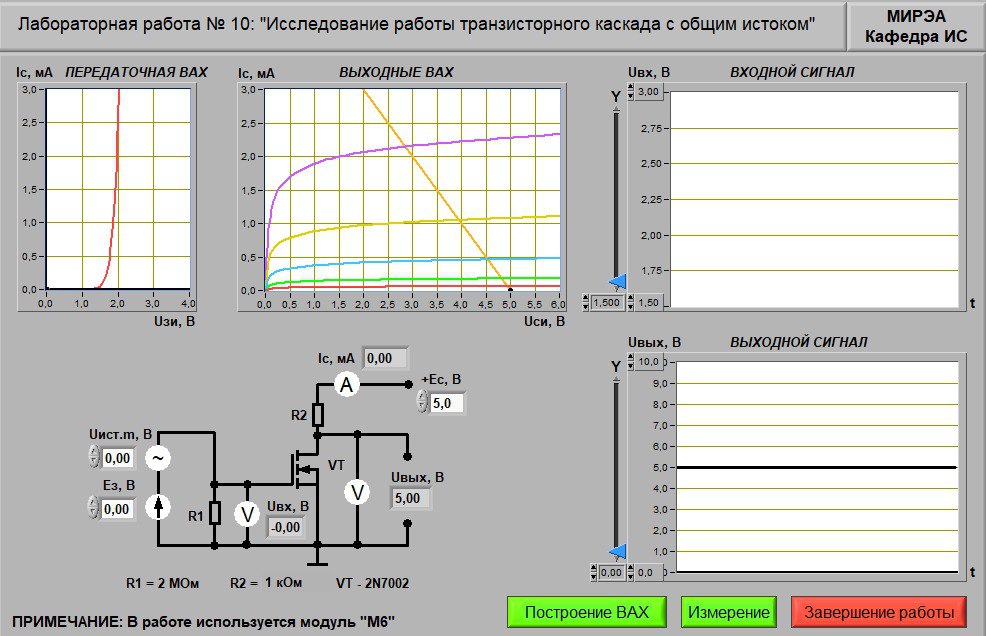 Лабораторная работа № 10: "Исследование работы транзисторного каскада с общим истоком"
МИРЭА
Кафедра ИС
Iс, мА ПЕРЕДАТОЧНАЯ ВАХ
3,0
2,5
2,0
1,5
1,0
0,5
0,0
0,0 1,0 2,0 3,0 4,0
Uзи, В
Iс, мА ВЫХОДНЫЕ ВАХ
3,0
2,5
2,0
1,5
1,0
0,5
0,0
0,0 0,5 1,0 1,5 2,0 2,5 3,0 3,5 4,0 4,5 5,0 5,5 6,0
Uси, В
Uвх, В ВХОДНОЙ СИГНАЛ
Y
3,00
2,75
2,50
2,25
2,00
1,75
1,500 1,50
t
Uвых, В ВЫХОДНОЙ СИГНАЛ
Y
10,0
9,0
8,0
7,0
6,0
5,0
4,0
3,0
2,0
1,0
0,00 0,0
t
Iс, мА 0,00
A
+Ес, В
5,0
R2
Uист.m, В
0,00
~
VT
Ез, В
0,00
R1
V
Uвх, В
-0,00
V
Uвых, В
5,00
R1 = 2 МОм R2 = 1 кОм VT - 2N7002
ПРИМЕЧАНИЕ: В работе используется модуль "М6"
Построение ВАХ
Измерение
Завершение работы